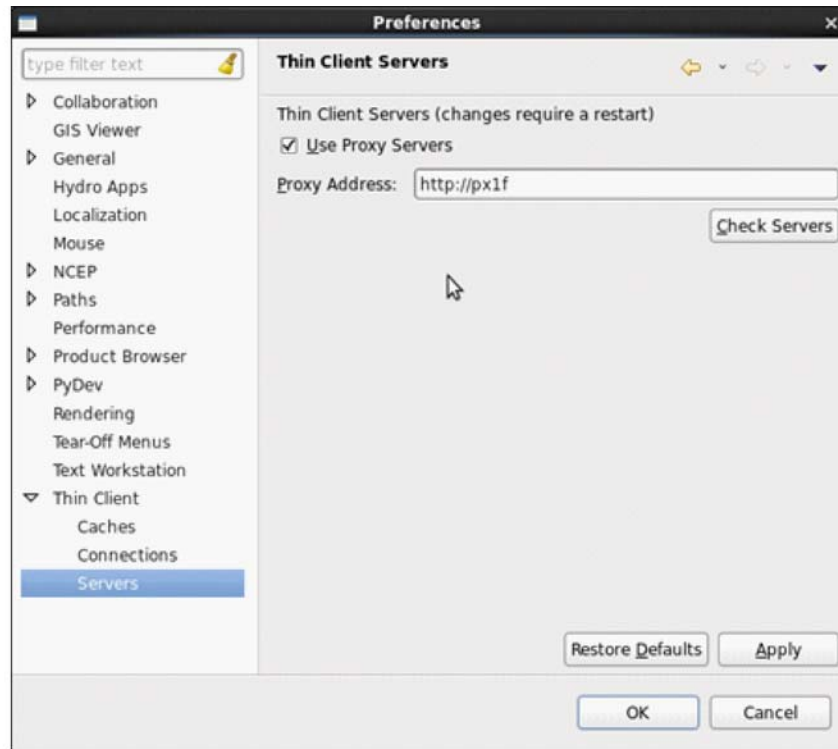 Preferences
type filter text
Collaboration
GIS Viewer
General
Hydro Apps
Localization
Mouse
NCEP
Paths
Performance
Product Browser
PyDev
Rendering
Tear-Off Menus
Text Workstation
Thin Client
Caches
Connections
Servers
Thin Client Servers
Thin Client Servers (changes require a restart)
Use Proxy Servers
Proxy Address: http://px1f
Check Servers
Restore Defaults Apply
OK Cancel